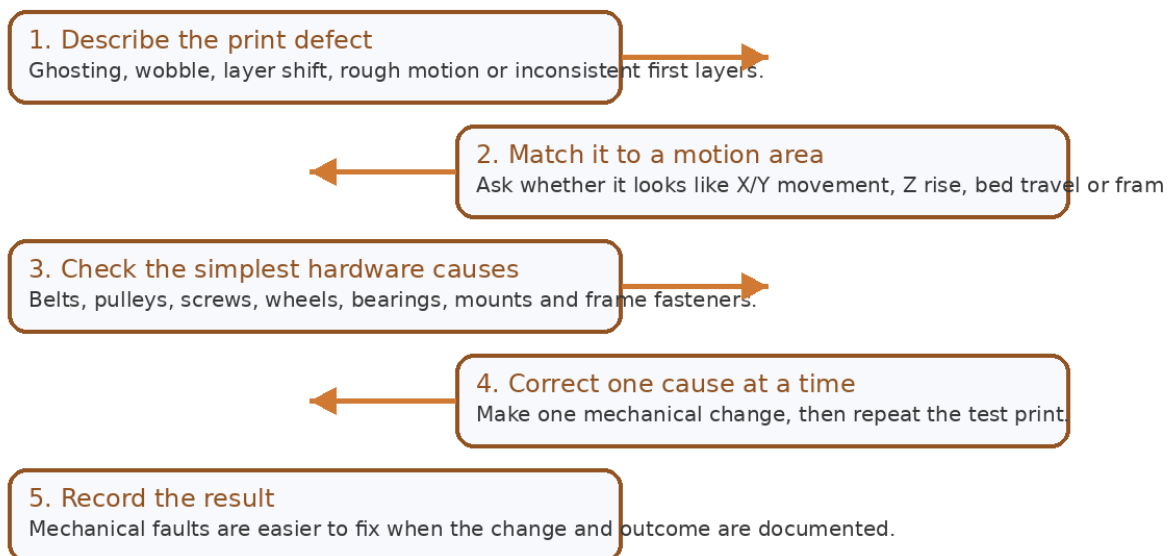 1. Describe the print defect
Ghosting, wobble, layer shift, rough motion or inconsistent first layers.
2. Match it to a motion area
Ask whether it looks like X/Y movement, Z rise, bed travel or fram
3. Check the simplest hardware causes
Belts, pulleys, screws, wheels, bearings, mounts and frame fasteners.
4. Correct one cause at a time
Make one mechanical change, then repeat the test print.
5. Record the result
Mechanical faults are easier to fix when the change and outcome are documented.